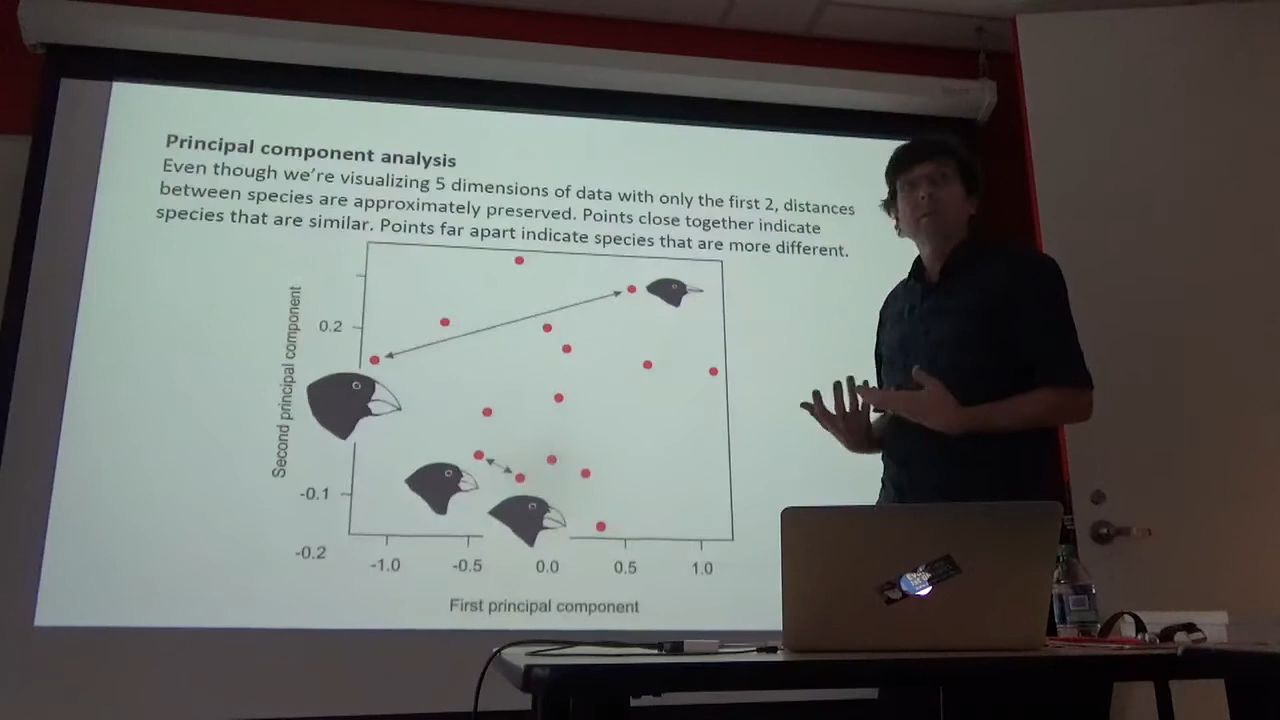 Principal component analysis
Even though we're visualizing 5 dimensions of data with only the first 2, distances
between species are approximately preserved. Points close together indicate
species that are similar. Points far apart indicate species that are more different.
Second principal component
0.2
-0.1
-0.2
-1.0
-0.5
0.0
0.5
1.0
First principal component